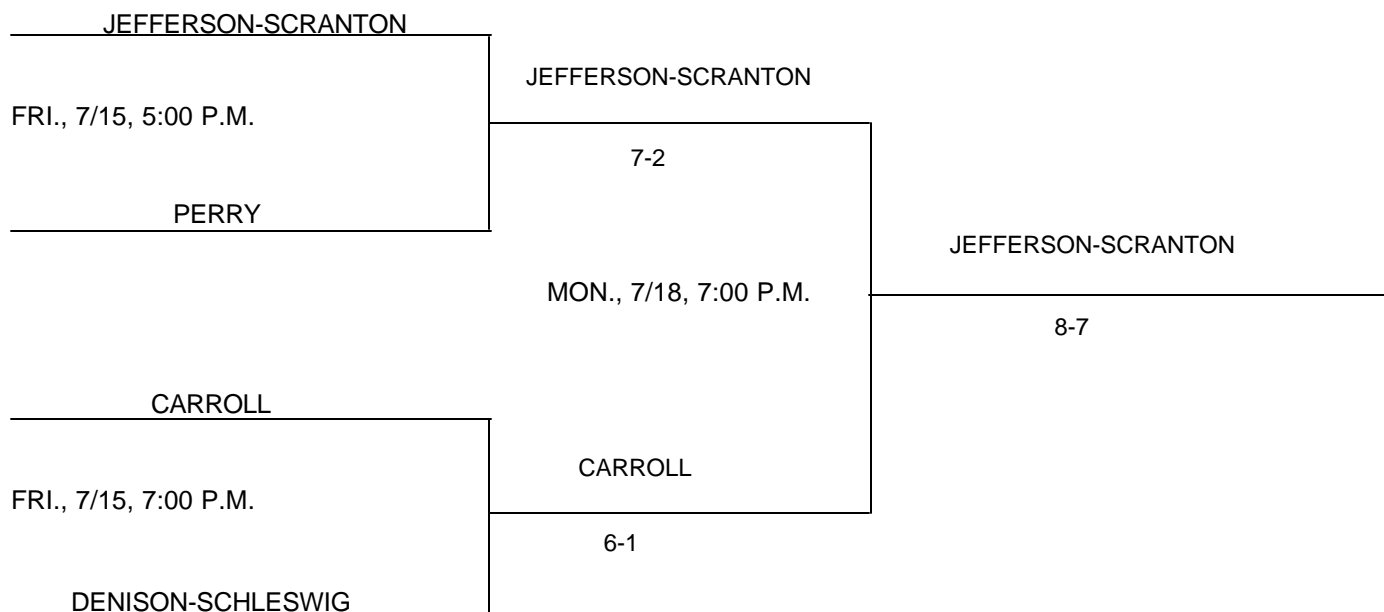 JEFFERSON-SCRANTON
JEFFERSON-SCRANTON
FRI., 7/15, 5:00 P.M.
7-2
PERRY
JEFFERSON-SCRANTON
MON., 7/18, 7:00 P.M.
8-7
CARROLL
CARROLL
FRI., 7/15, 7:00 P.M.
6-1
DENISON-SCHLESWIG